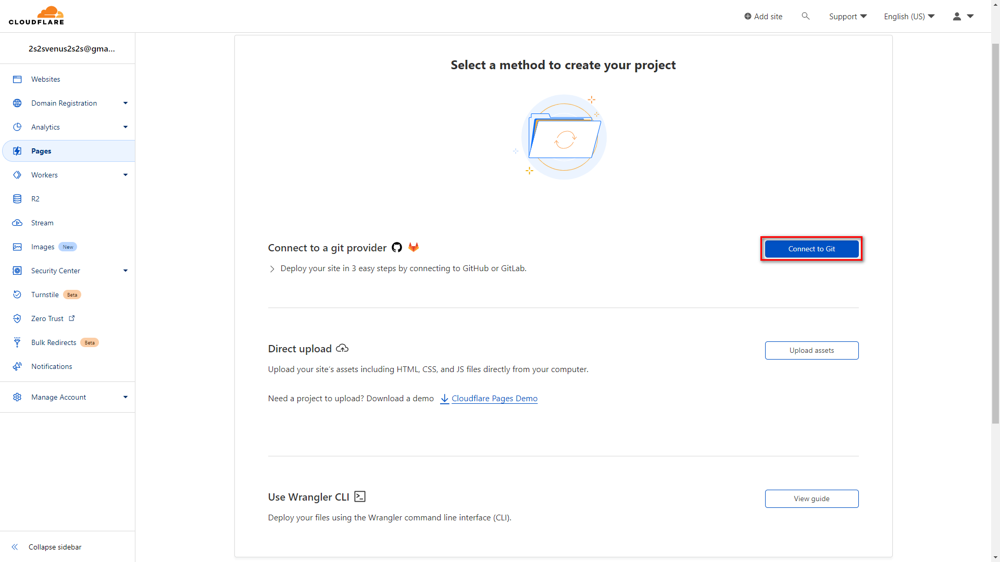 CLOUDFLARE
Add site
Support
English (US)
2s2svenus2s2s@gma...
Websites
Domain Registration
Analytics
Pages
Workers
R2
Stream
Images New
Security Center
Turnstile Beta
Zero Trust
Bulk Redirects Beta
Notifications
Manage Account
Collapse sidebar
Select a method to create your project
Connect to a git provider
Connect to Git
Deploy your site in 3 easy steps by connecting to GitHub or GitLab.
Direct upload
Upload assets
Upload your site's assets including HTML, CSS, and JS files directly from your computer.
Need a project to upload? Download a demo Cloudflare Pages Demo
Use Wrangler CLI
View guide
Deploy your files using the Wrangler command line interface (CLI).